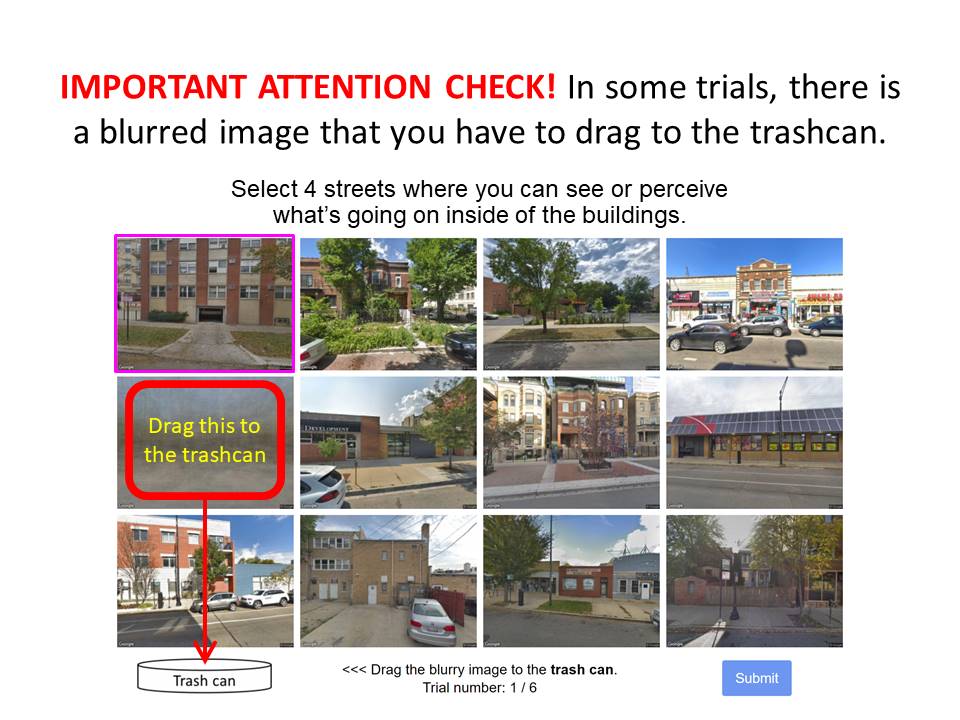 IMPORTANT ATTENTION CHECK! In some trials, there is
a blurred image that you have to drag to the trashcan.
Select 4 streets where you can see or perceive
what's going on inside of the buildings.
DEVELOPMENT
Drag this to
the trashcan
Trash can
<<< Drag the blurry image to the trash can.
Trial number: 1 / 6
Submit